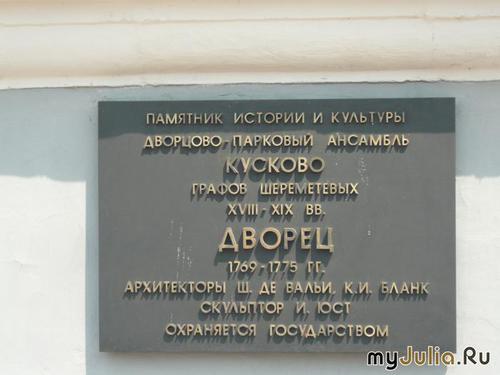 ПАМЯТНИК ИСТОРИИ И КУЛЬТУРЫ
ДВОРЦОВО-ПАРКОВЫЙ АНСАМБЛЬ
КУСКОВО
ГРАФОВ ШЕРЕМЕТЕВЫХ
XVIII-XIX ВВ.
ДВОРЕЦ
1769-1775 ГГ.
АРХИТЕКТОРЫ Ш. ДЕ ВАЛЬИ, К.И. БЛАНК
СКУЛЬПТОР И. ЮСТ
ОХРАНЯЕТСЯ ГОСУДАРСТВОМ
myJulia.Ru